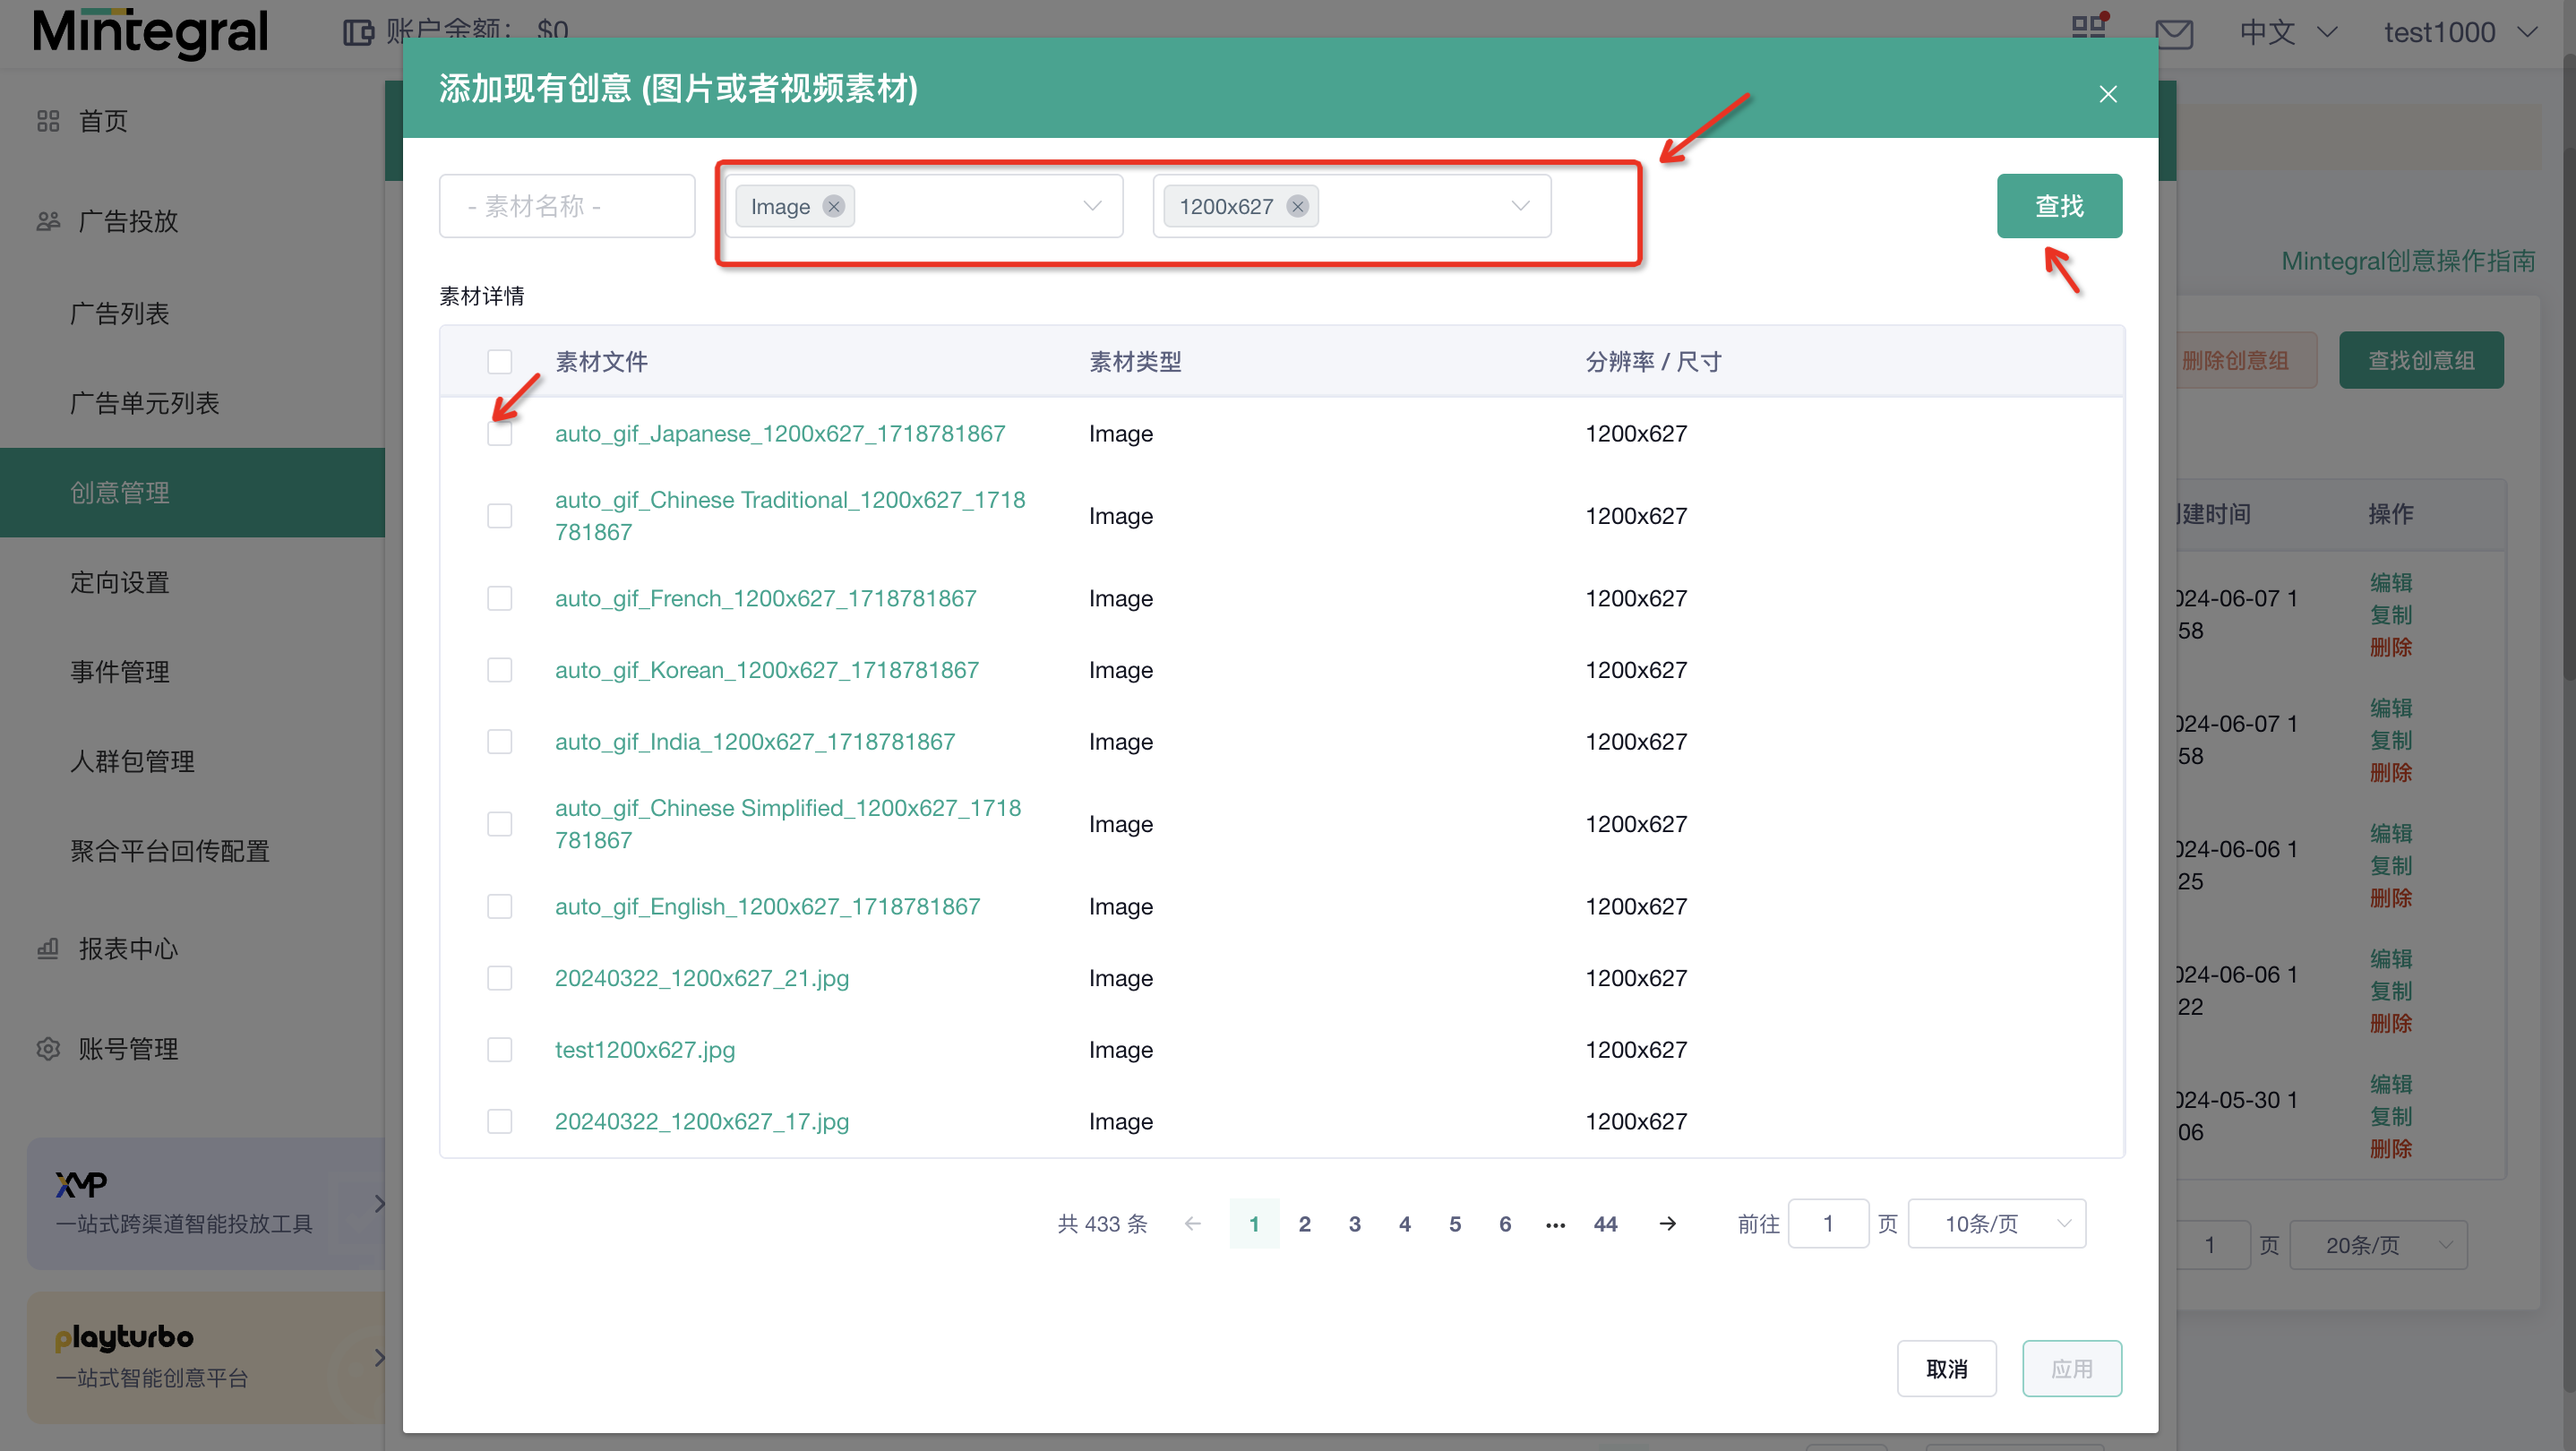 Mintegral
账户余额： $0
中文
test1000
首页
广告投放
广告列表
广告单元列表
创意管理
定向设置
事件管理
人群包管理
聚合平台回传配置
报表中心
账号管理
XMP
一站式跨渠道智能投放工具
playturbo
一站式智能创意平台
添加现有创意 (图片或者视频素材)
- 素材名称 -
Image
1200x627
查找
素材详情
素材文件 素材类型 分辨率 / 尺寸
auto_gif_Japanese_1200x627_1718781867 Image 1200x627
auto_gif_Chinese Traditional_1200x627_1718
781867
Image 1200x627
auto_gif_French_1200x627_1718781867 Image 1200x627
auto_gif_Korean_1200x627_1718781867 Image 1200x627
auto_gif_India_1200x627_1718781867 Image 1200x627
auto_gif_Chinese Simplified_1200x627_1718
781867
Image 1200x627
auto_gif_English_1200x627_1718781867 Image 1200x627
20240322_1200x627_21.jpg Image 1200x627
test1200x627.jpg Image 1200x627
20240322_1200x627_17.jpg Image 1200x627
共 433 条 1 2 3 4 5 6 ••• 44 前往 1 页 10条/页
取消 应用
Mintegral创意操作指南
删除创意组 查找创意组
建时间 操作
024-06-07 1
58
编辑
复制
删除
024-06-07 1
58
编辑
复制
删除
024-06-06 1
25
编辑
复制
删除
024-06-06 1
22
编辑
复制
删除
024-05-30 1
06
编辑
复制
删除
1 页 20条/页